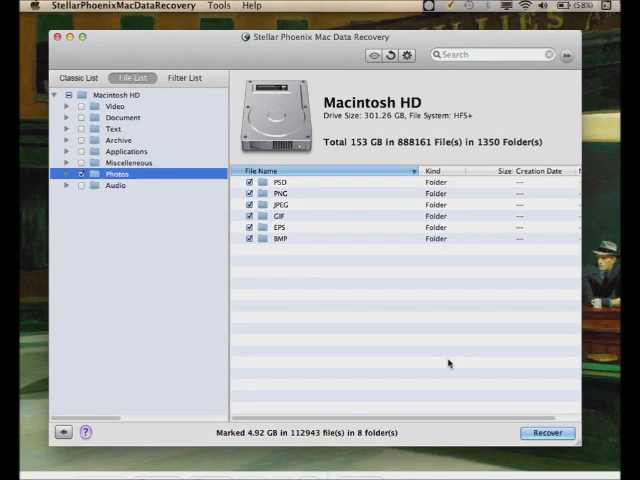 StellarPhoenixMacDataRecovery Tools Help (58%)
Stellar Phoenix Mac Data Recovery
Search
Classic List File List Filter List
Macintosh HD
Video
Document
Text
Archive
Applications
Miscellaneous
Photos
Audio
Macintosh HD
Drive Size: 301.26 GB, File System: HFS+
Total 153 GB in 888161 File(s) in 1350 Folder(s)
File Name Kind Size Creation Date
PSD Folder --
PNG Folder --
JPEG Folder --
GIF Folder --
EPS Folder --
BMP Folder --
? Marked 4.92 GB in 112943 file(s) in 8 folder(s) Recover